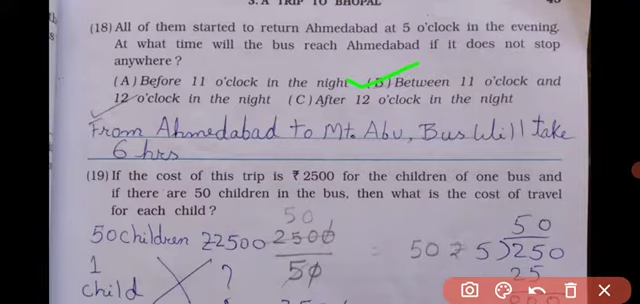 3. A TRIP TO BHOPAL
(18) All of them started to return Ahmedabad at 5 o'clock in the evening.
At what time will the bus reach Ahmedabad if it does not stop
anywhere ?
(A) Before 11 o'clock in the night (B) Between 11 o'clock and
12 o'clock in the night (C) After 12 o'clock in the night
From Ahmedabad to Mt. Abu, Bus Will take
6 hrs
(19) If the cost of this trip is ₹ 2500 for the children of one bus and
if there are 50 children in the bus, then what is the cost of travel
for each child ?
50
50 children 22500 2500 = 50 2 5)250
50
50
1 ? 25
child